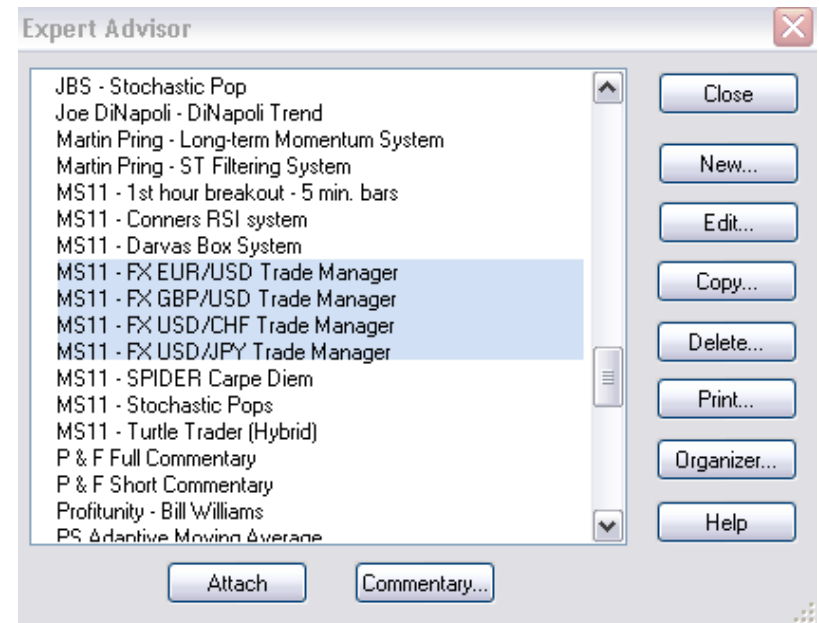 Expert Advisor
JBS - Stochastic Pop
Joe DiNapoli - DiNapoli Trend
Martin Pring - Long-term Momentum System
Martin Pring - ST Filtering System
MS11 - 1st hour breakout - 5 min. bars
MS11 - Conners RSI system
MS11 - Darvas Box System
MS11 - FX EUR/USD Trade Manager
MS11 - FX GBP/USD Trade Manager
MS11 - FX USD/CHF Trade Manager
MS11 - FX USD/JPY Trade Manager
MS11 - SPIDER Carpe Diem
MS11 - Stochastic Pops
MS11 - Turtle Trader (Hybrid)
P & F Full Commentary
P & F Short Commentary
Profitunity - Bill Williams
PS Adaptive Moving Average
Close
New...
Edit...
Copy...
Delete...
Print...
Organizer...
Help
Attach
Commentary...